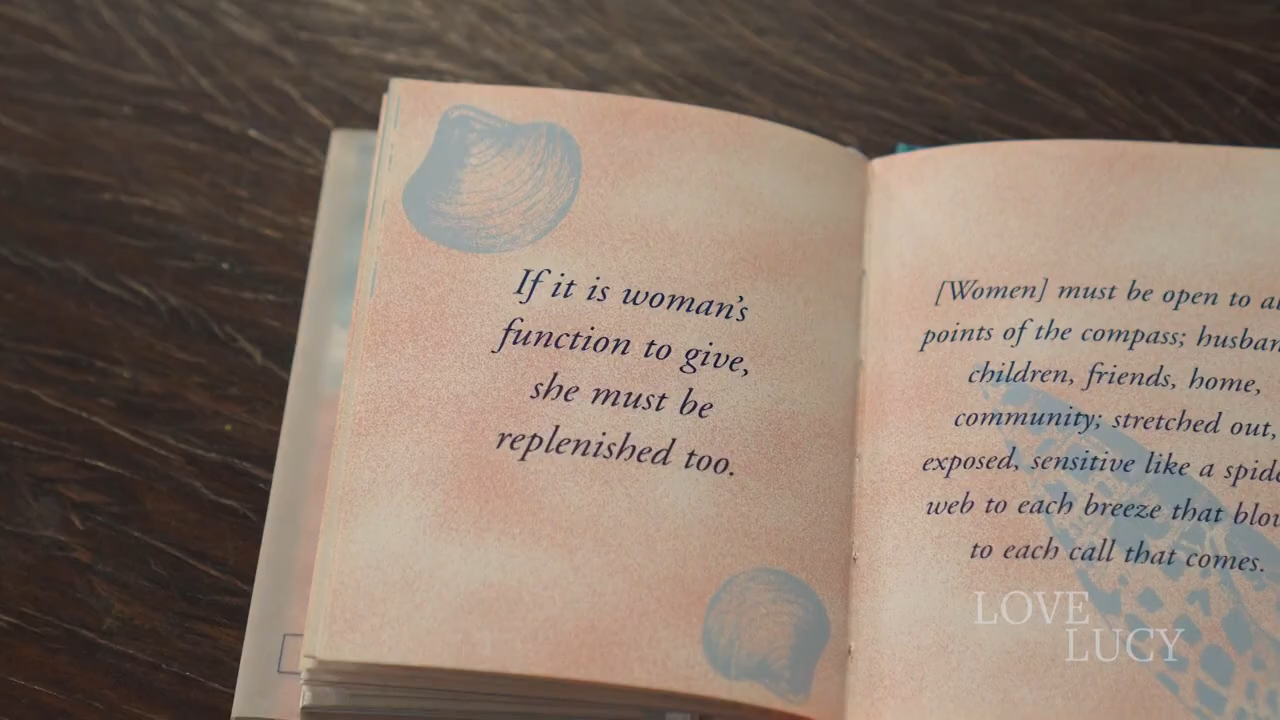 If it is woman's
function to give,
she must be
replenished too.
[Women] must be open to
points of the compass;
children, friends, home,
community; stretched out,
exposed, sensitive like a
web to each breeze that
to each call that comes.
LOVE
LUCY